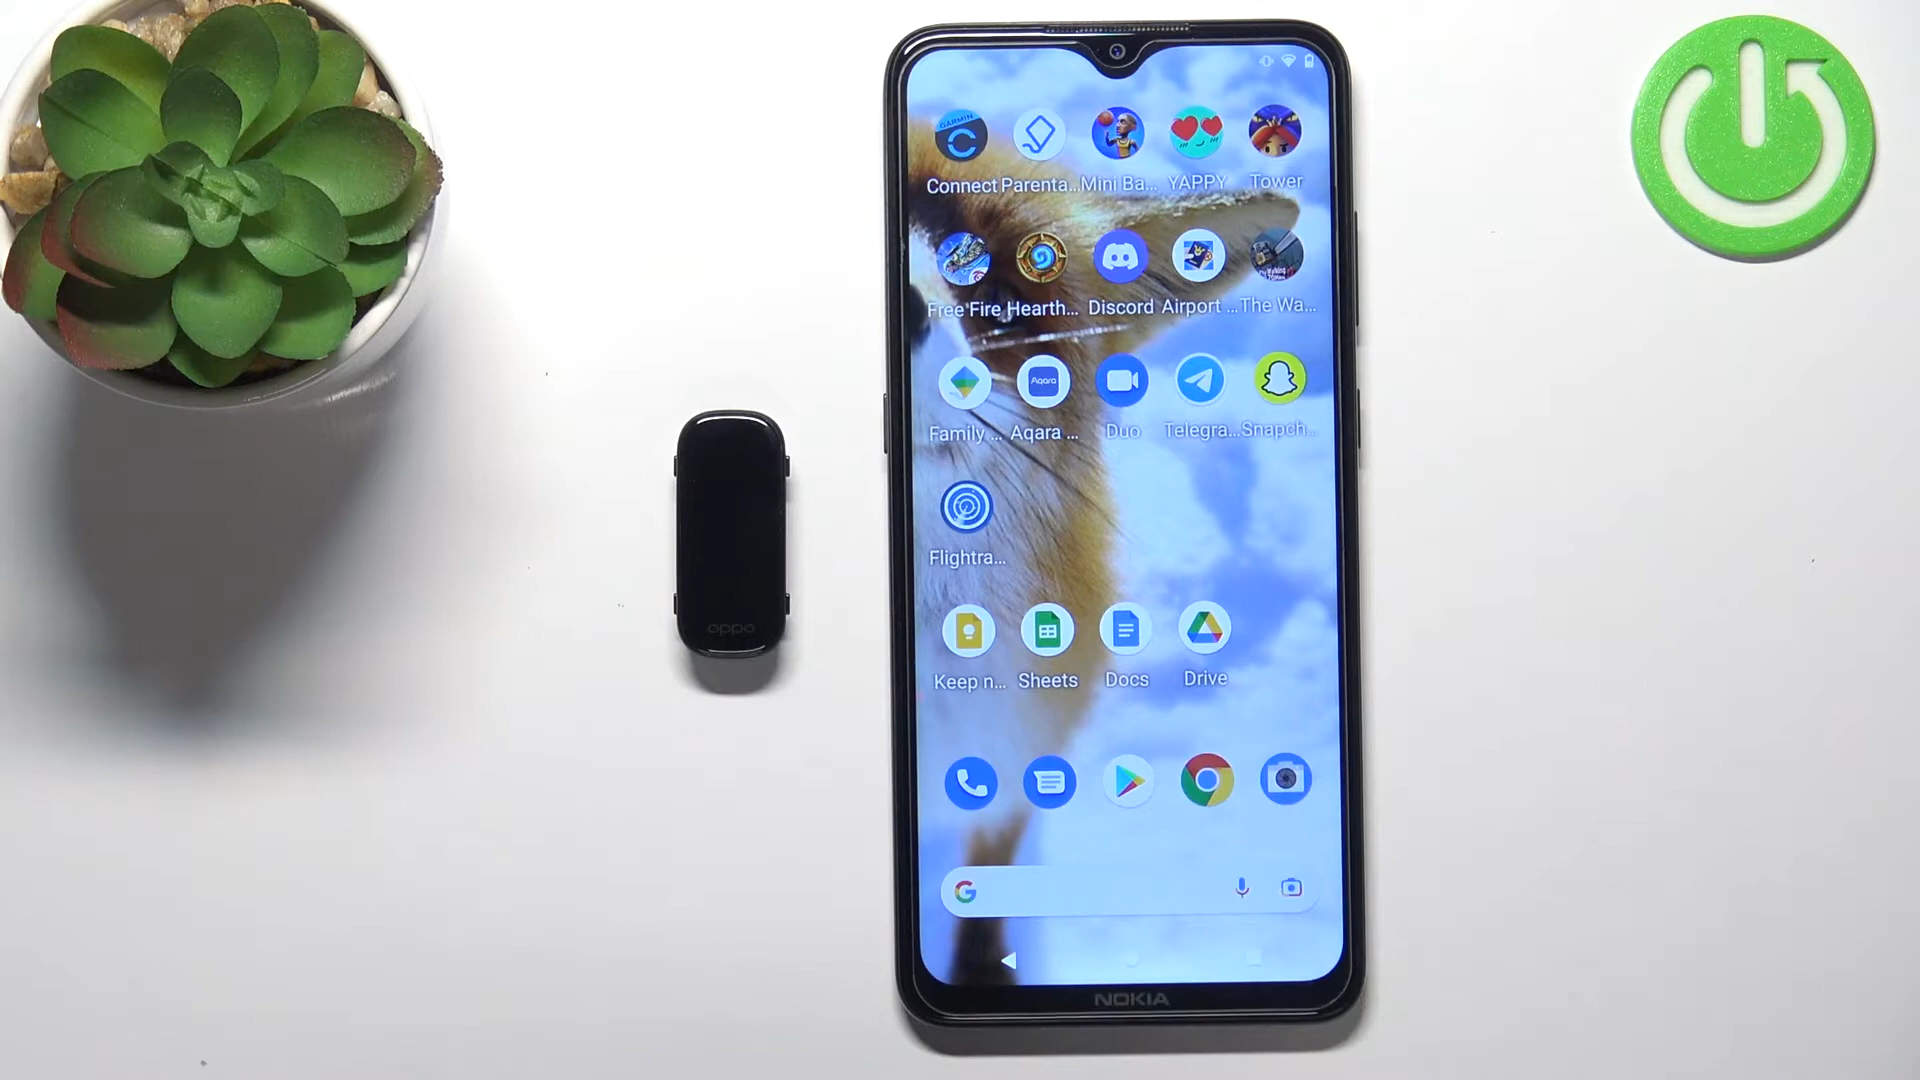 GARMIN
Connect Parenta... Mini Ba... YAPPY Tower
Free Fire Hearth... Discord Airport ... The Wa...
Aqara
Family ... Aqara ... Duo Telegra... Snapch...
Flightra...
oppo
Keep n... Sheets Docs Drive
G
NOKIA